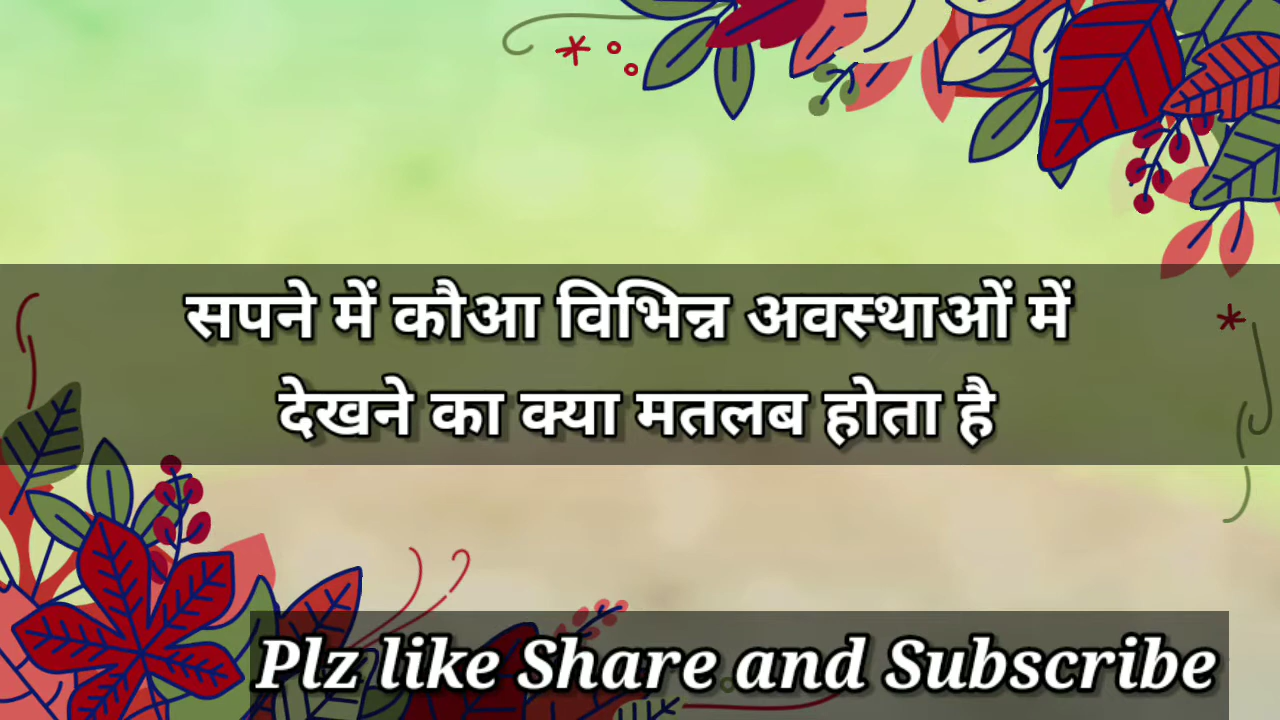 सपने में कौआ विभिन्न अवस्थाओं में
देखने का क्या मतलब होता है
Plz like Share and Subscribe